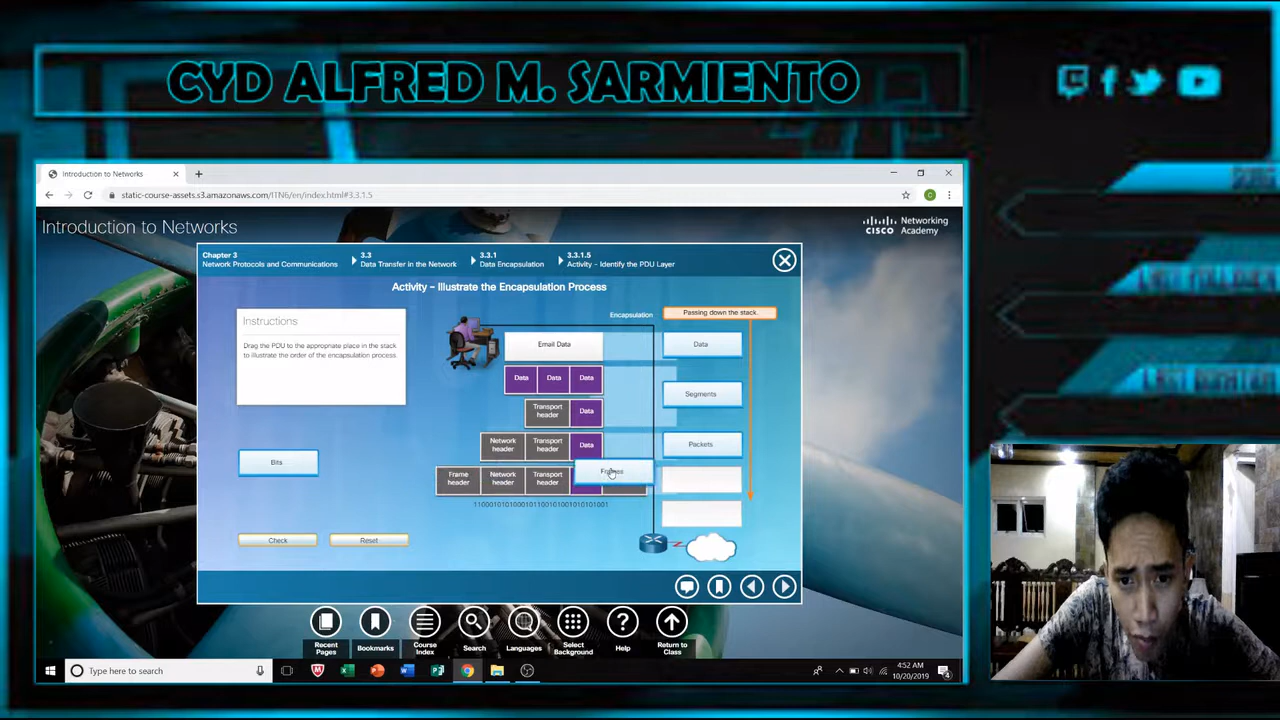 CYD ALFRED M. SARMIENTO
Introduction to Networks
static-course-assets.s3.amazonaws.com/ITN6/en/index.html#3.3.1.5
Introduction to Networks
CISCO Networking Academy
Chapter 3
Network Protocols and Communications
3.3
Data Transfer in the Network
3.3.1
Data Encapsulation
3.3.1.5
Activity - Identify the PDU Layer
Activity - Illustrate the Encapsulation Process
Instructions
Drag the PDU to the appropriate place in the stack
to illustrate the order of the encapsulation process.
Encapsulation
Passing down the stack.
Email Data
Data
Data Data Data
Segments
Transport header Data
Network header Transport header Data
Packets
Bits
Frames
Frame header Network header Transport header
Check
Reset
Recent Pages
Bookmarks
Course Index
Search
Languages
Select Background
Help
Return to Class
Type here to search
4:52 AM
10/20/2019